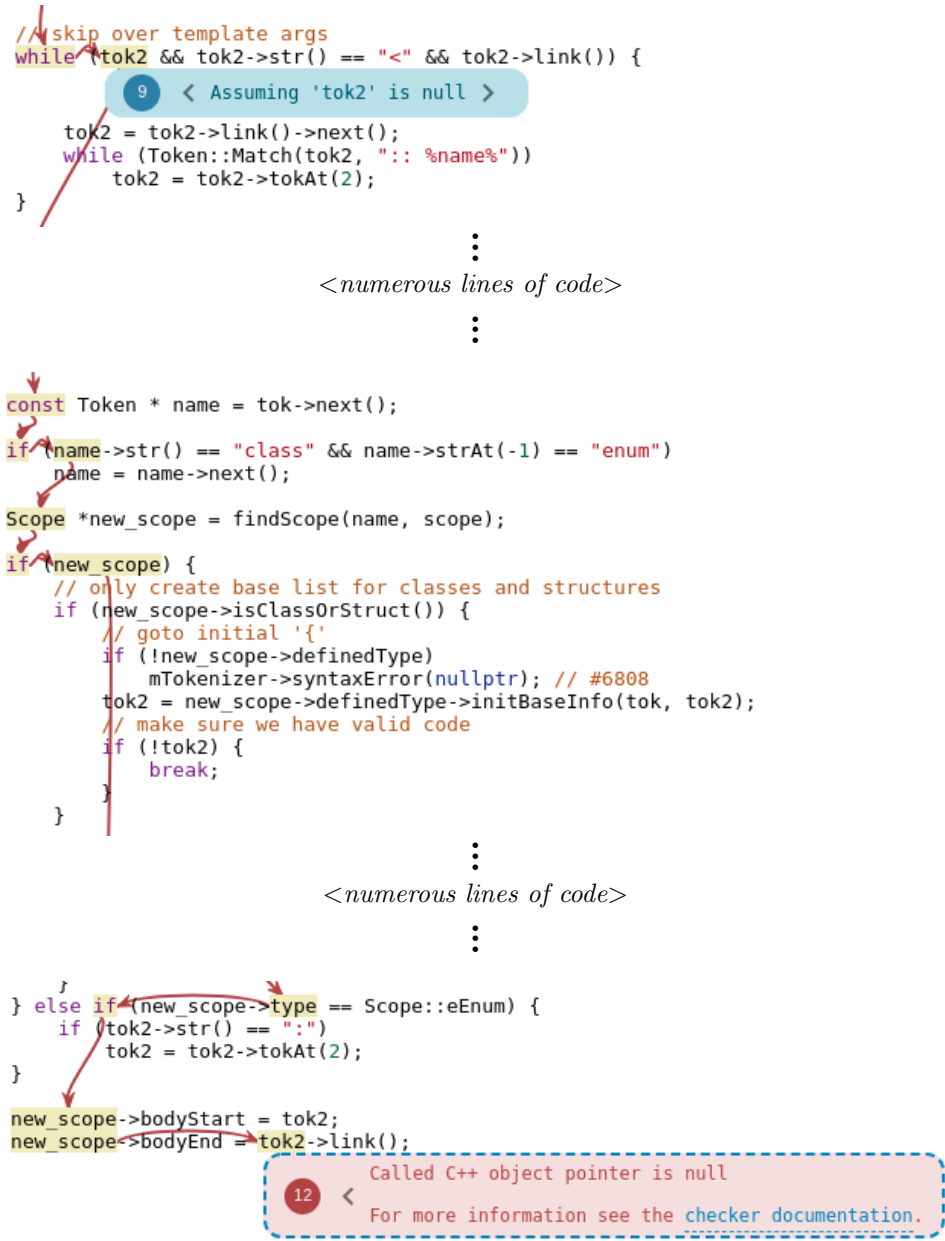 // skip over template args
while (tok2 && tok2->str() == "<" && tok2->link()) {
9 < Assuming 'tok2' is null >
tok2 = tok2->link()->next();
while (Token::Match(tok2, ":: %name%"))
tok2 = tok2->tokAt(2);
}
<numerous lines of code>
const Token * name = tok->next();
if (name->str() == "class" && name->strAt(-1) == "enum")
name = name->next();
Scope *new_scope = findScope(name, scope);
if (new_scope) {
// only create base list for classes and structures
if (new_scope->isClassOrStruct()) {
// goto initial '{'
if (!new_scope->definedType)
mTokenizer->syntaxError(nullptr); // #6808
tok2 = new_scope->definedType->initBaseInfo(tok, tok2);
// make sure we have valid code
if (!tok2) {
break;
}
}
<numerous lines of code>
}
} else if (new_scope->type == Scope::eEnum) {
if (tok2->str() == ":")
tok2 = tok2->tokAt(2);
}
new_scope->bodyStart = tok2;
new_scope->bodyEnd = tok2->link();
12 < Called C++ object pointer is null
For more information see the checker documentation.